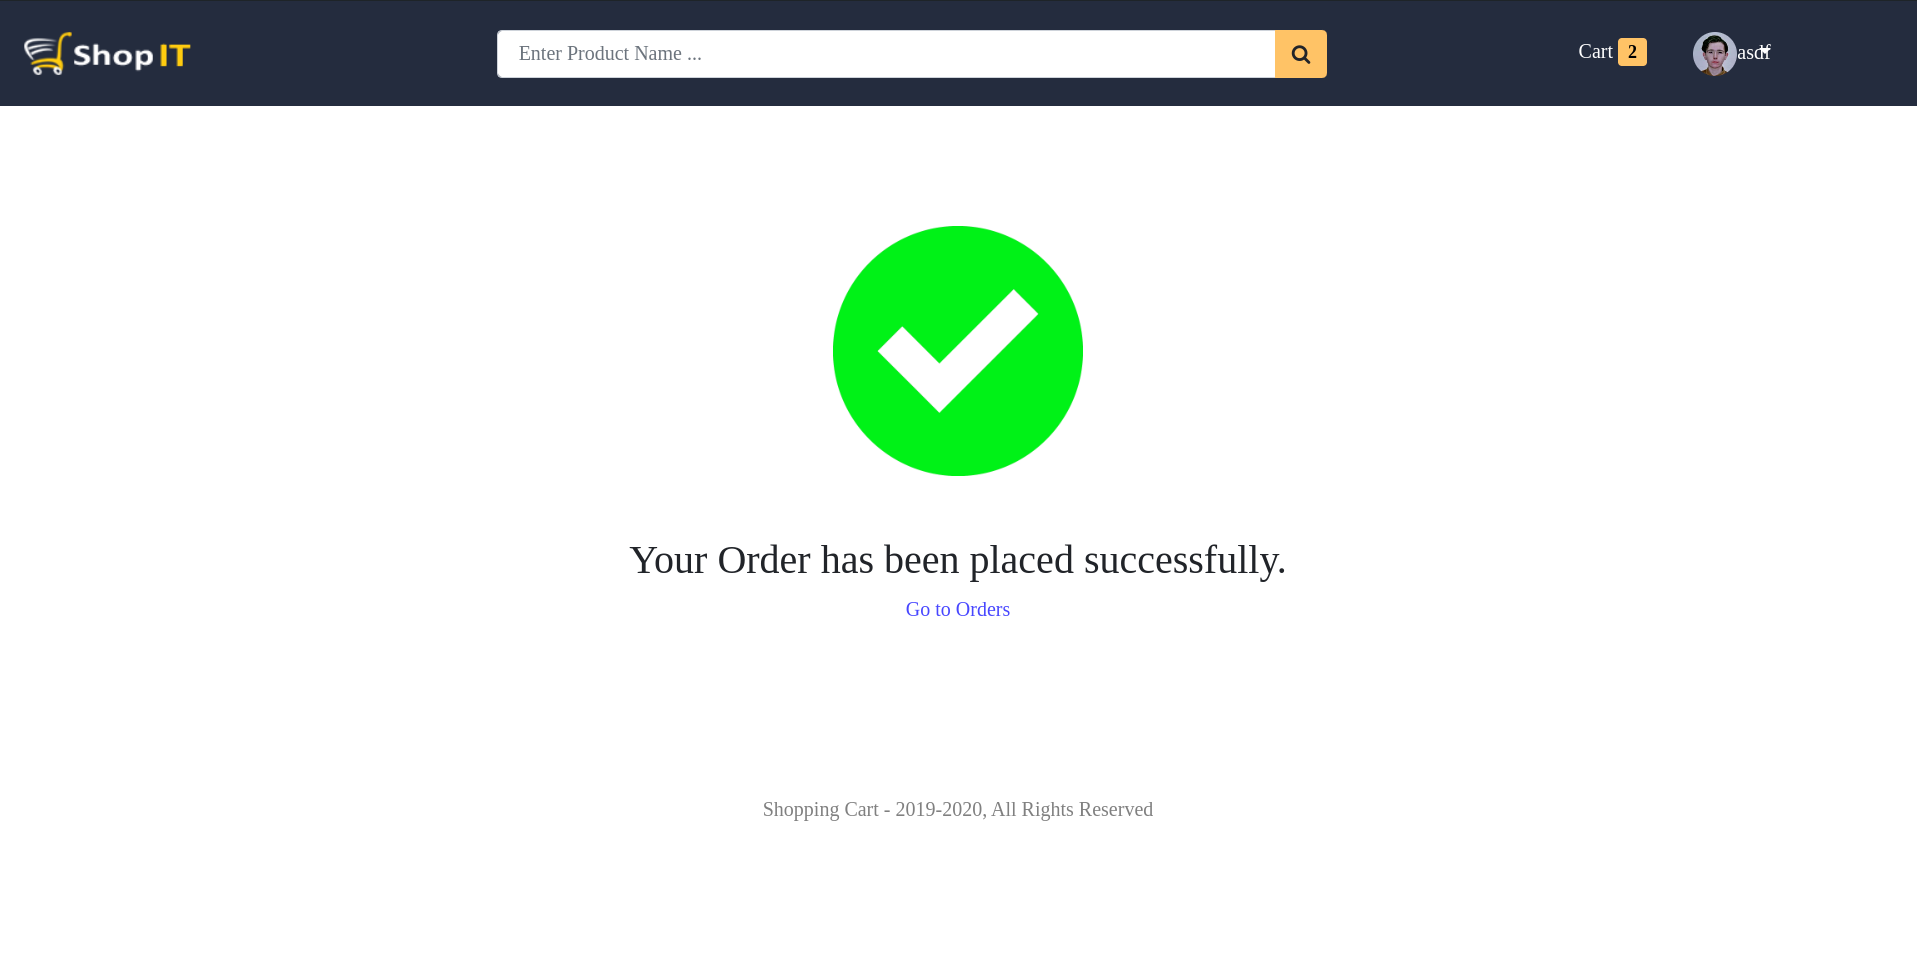 Shop IT
Enter Product Name ...
Cart 2
asdf
Your Order has been placed successfully.
Go to Orders
Shopping Cart - 2019-2020, All Rights Reserved